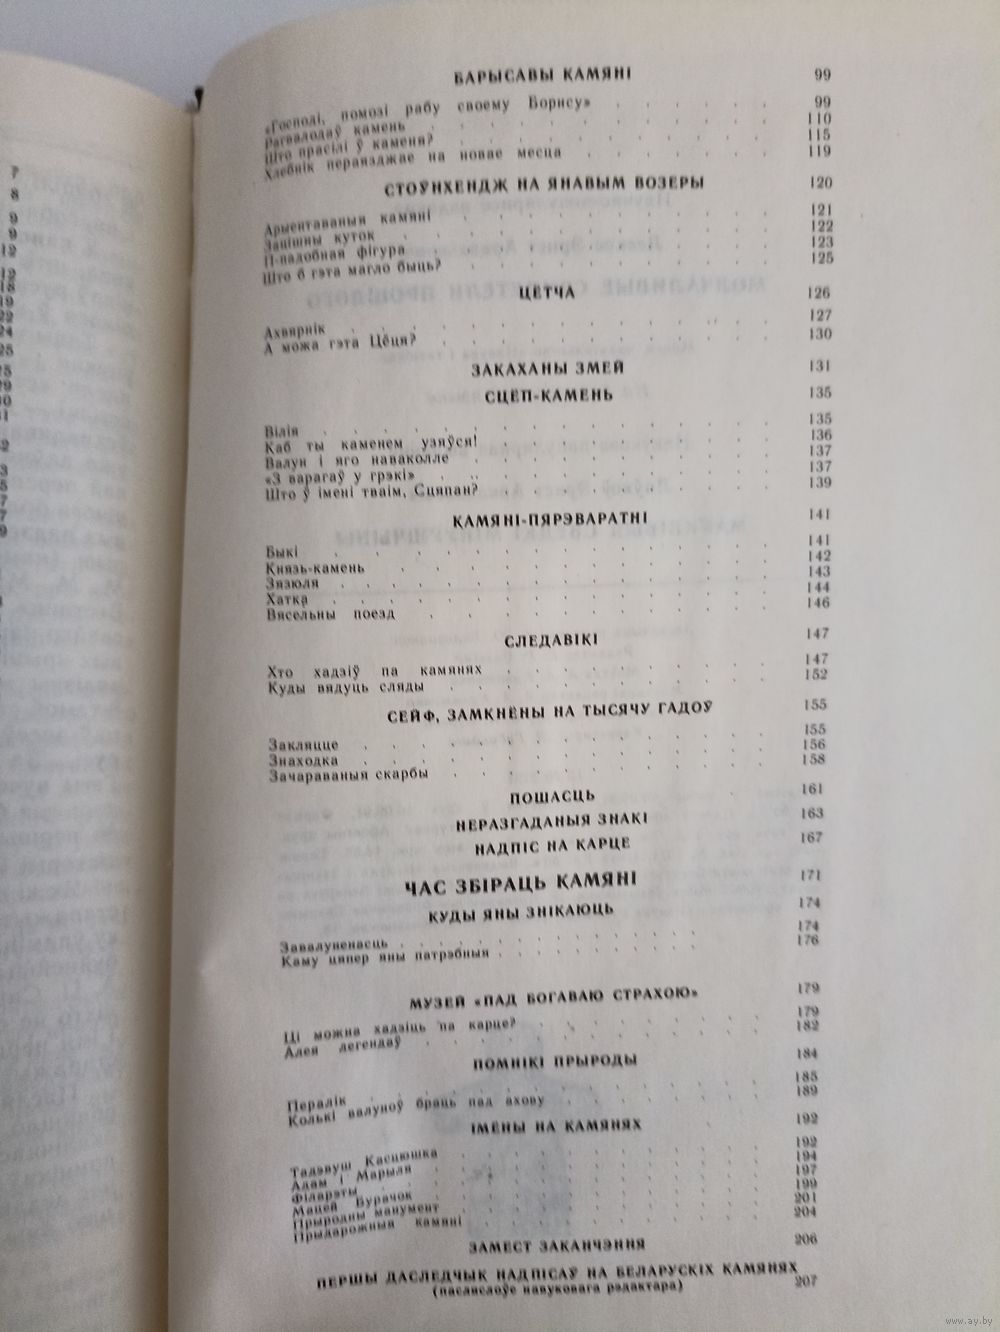 БАРЫСАВЫ КАМЯНІ 99
«Господі, помозі рабу своему Борису» 99
Рагвалодаў камень 110
Што прасілі ў каменя? 115
Хлебнік пераязджае на новае месца 119
СТОЎНХЕНДЖ НА ЯНАВЫМ ВОЗЕРЫ 120
Арыентаваныя камяні 121
Зацішны куток 122
П-падобная фігура 123
Што б гэта магло быць? 125
ЦЁТЧА 126
Ахвярнік 127
А можа гэта Цёця? 130
ЗАКАХАНЫ ЗМЕЙ 131
СЦЁП-КАМЕНЬ 135
Вілія 135
Каб ты каменем узяўся! 136
Валун і яго наваколле 137
«З варагаў у грэкі» 137
Што ў імені тваім, Сцяпан? 139
КАМЯНІ-ПЯРЭВАРАТНІ 141
Быкі 141
Князь-камень 142
Зязюля 143
Хатка 144
Вясельны поезд 146
СЛЕДАВІКІ 147
Хто хадзіў па камянях 147
Куды вядуць сляды 152
СЕЙФ, ЗАМКНЁНЫ НА ТЫСЯЧУ ГАДОЎ 155
Закляцце 155
Знаходка 156
Зачараваныя скарбы 158
ПОШАСЦЬ 161
НЕРАЗГАДАНЫЯ ЗНАКІ 163
НАДПІС НА КАРЦЕ 167
ЧАС ЗБІРАЦЬ КАМЯНІ 171
КУДЫ ЯНЫ ЗНІКАЮЦЬ 174
Завалуненасць 174
Каму цяпер яны патрэбныя 176
МУЗЕЙ «ПАД БОГАВАЮ СТРАХОЮ» 179
Ці можна хадзіць па карце? 179
Алея легендаў 182
ПОМНІКІ ПРЫРОДЫ 184
Пералік 185
Колькі валуноў браць пад ахову 189
ІМЁНЫ НА КАМЯНЯХ 192
Тадэвуш Касцюшка 192
Адам і Марыля 194
Філарэты 197
Мацей Бурачок 199
Прыродны манумент 201
Прыдарожныя камяні 204
ЗАМЕСТ ЗАКАНЧЭННЯ 206
ПЕРШЫ ДАСЛЕДЧЫК НАДПІСАЎ НА БЕЛАРУСКІХ КАМЯНЯХ
(пасляслоўе навуковага рэдактара) 207
www.ay.by